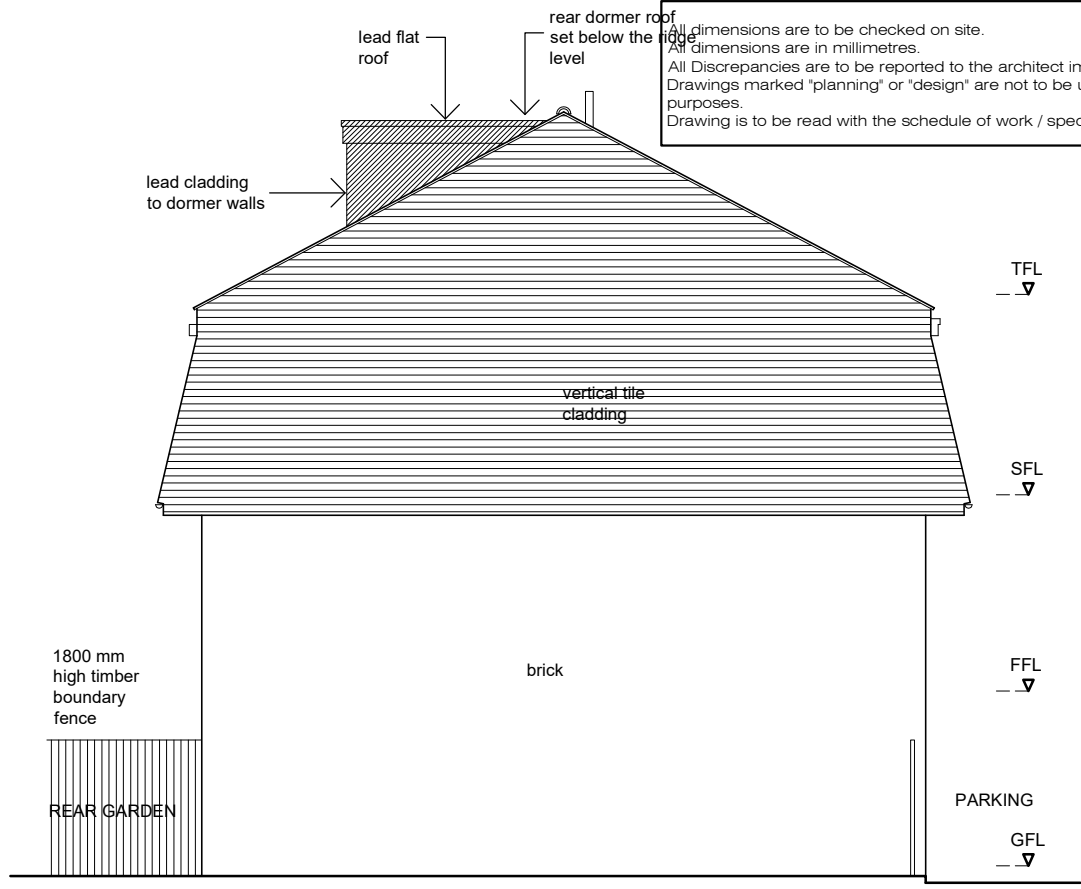 lead flat
roof
rear dormer roof
set below the ridge
level
All dimensions are to be checked on site.
All dimensions are in millimetres.
All Discrepancies are to be reported to the architect
Drawings marked "planning" or "design" are not to be
purposes.
Drawing is to be read with the schedule of work /
lead cladding
to dormer walls
TFL
vertical tile
cladding
SFL
1800 mm
high timber
boundary
fence
brick
FFL
REAR GARDEN
PARKING
GFL